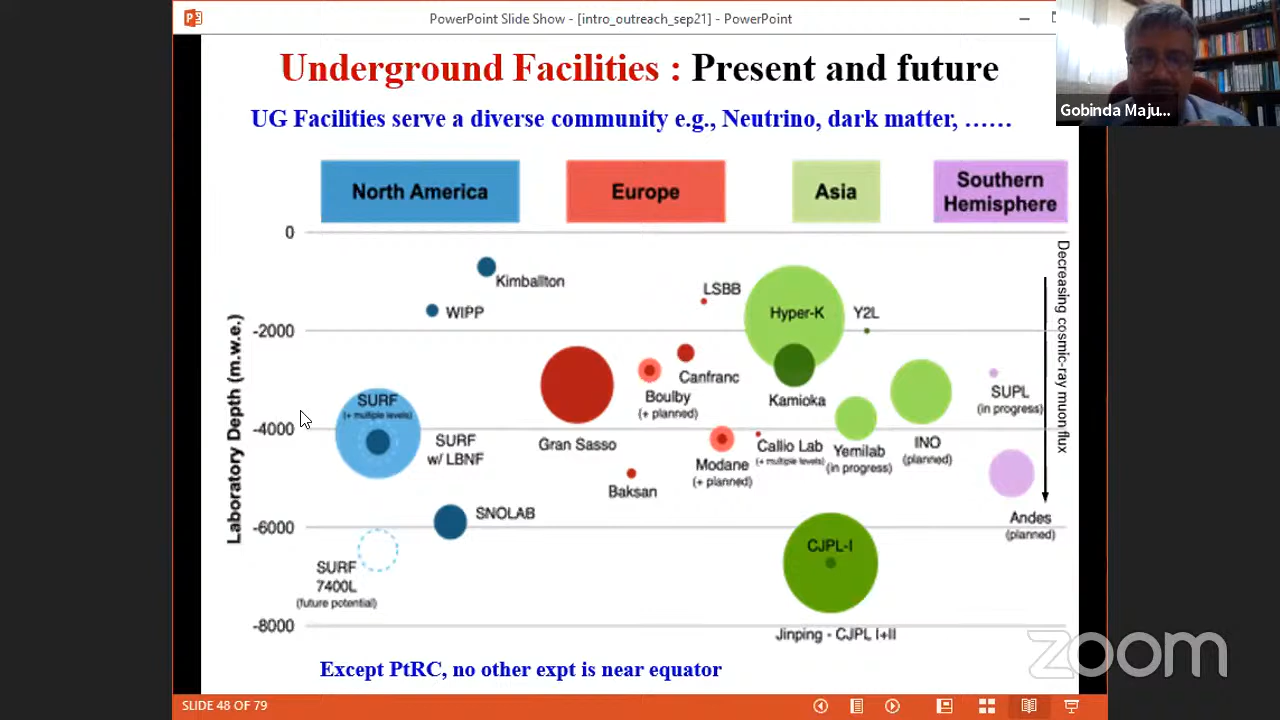 PowerPoint Slide Show - [intro_outreach_sep21] - PowerPoint
Gobinda Maju...
Underground Facilities : Present and future
UG Facilities serve a diverse community e.g., Neutrino, dark matter, ……
North America
Europe
Asia
Southern
Hemisphere
Laboratory Depth (m.w.e.)
0
-2000
-4000
-6000
-8000
Decreasing cosmic-ray muon flux
Kimballton
WIPP
SURF
(+ multiple levels)
SURF
w/ LBNF
SNOLAB
SURF
7400L
(future potential)
Gran Sasso
Boulby
(+ planned)
Canfranc
LSBB
Modane
(+ planned)
Baksan
Callio Lab
(+ multiple levels)
Hyper-K
Y2L
Kamioka
Yemilab
(in progress)
INO
(planned)
CJPL-I
Jinping - CJPL I+II
SUPL
(in progress)
Andes
(planned)
Except PtRC, no other expt is near equator
zoom
SLIDE 48 OF 79